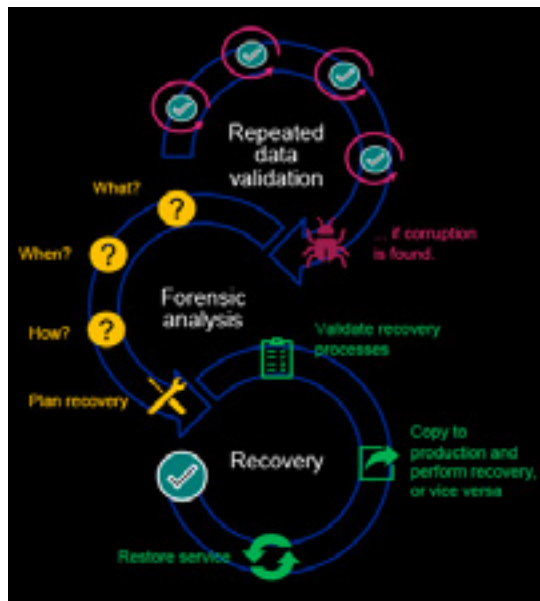 Repeated
data
validation
What?
... if corruption
is found.
When?
Forensic
analysis
How?
Validate recovery
processes
Plan recovery
Copy to
production and
perform recovery,
or vice versa
Recovery
Restore servise